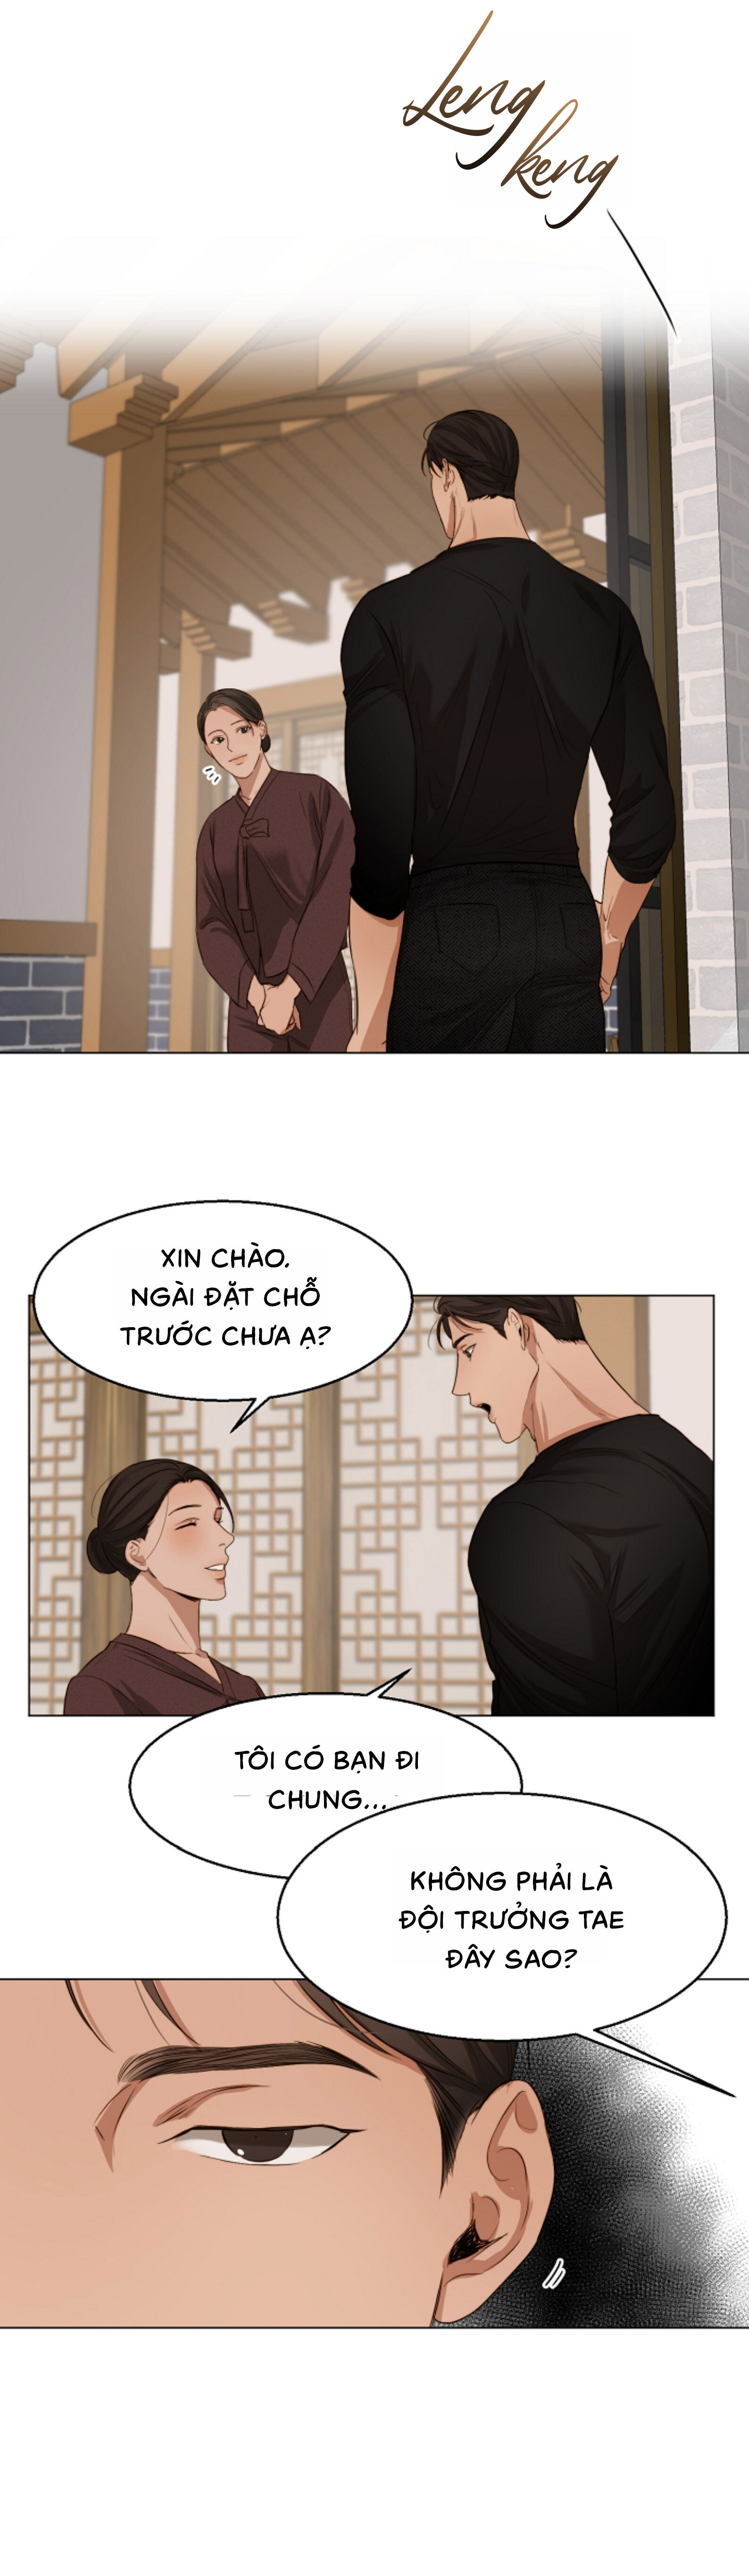 Leng
keng
XIN CHÀO.
NGÀI ĐẶT CHỖ
TRƯỚC CHƯA Ạ?
TÔI CÓ BẠN ĐI
CHUNG...
KHÔNG PHẢI LÀ
ĐỘI TRƯỞNG TAE
ĐÂY SAO?